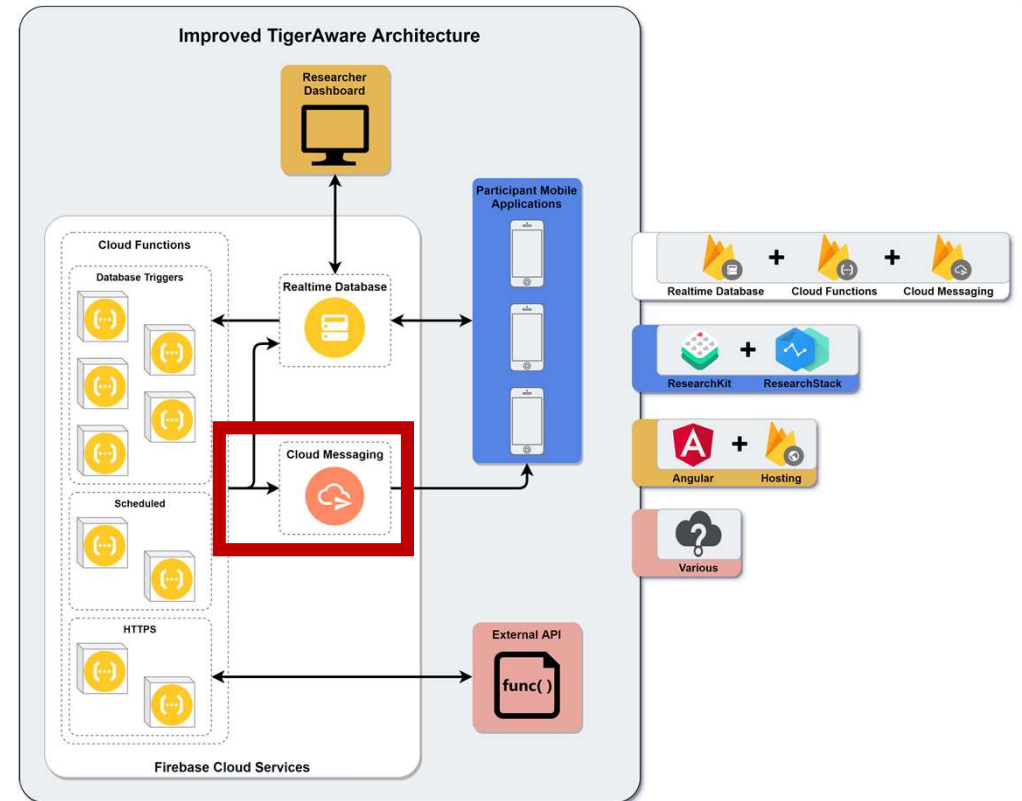 Improved TigerAware Architecture
Researcher
Dashboard
Participant Mobile
Applications
Cloud Functions
Database Triggers
Realtime Database
Cloud Messaging
Scheduled
HTTPS
External API
func( )
Firebase Cloud Services
Realtime Database + Cloud Functions + Cloud Messaging
ResearchKit + ResearchStack
Angular + Hosting
?
Various